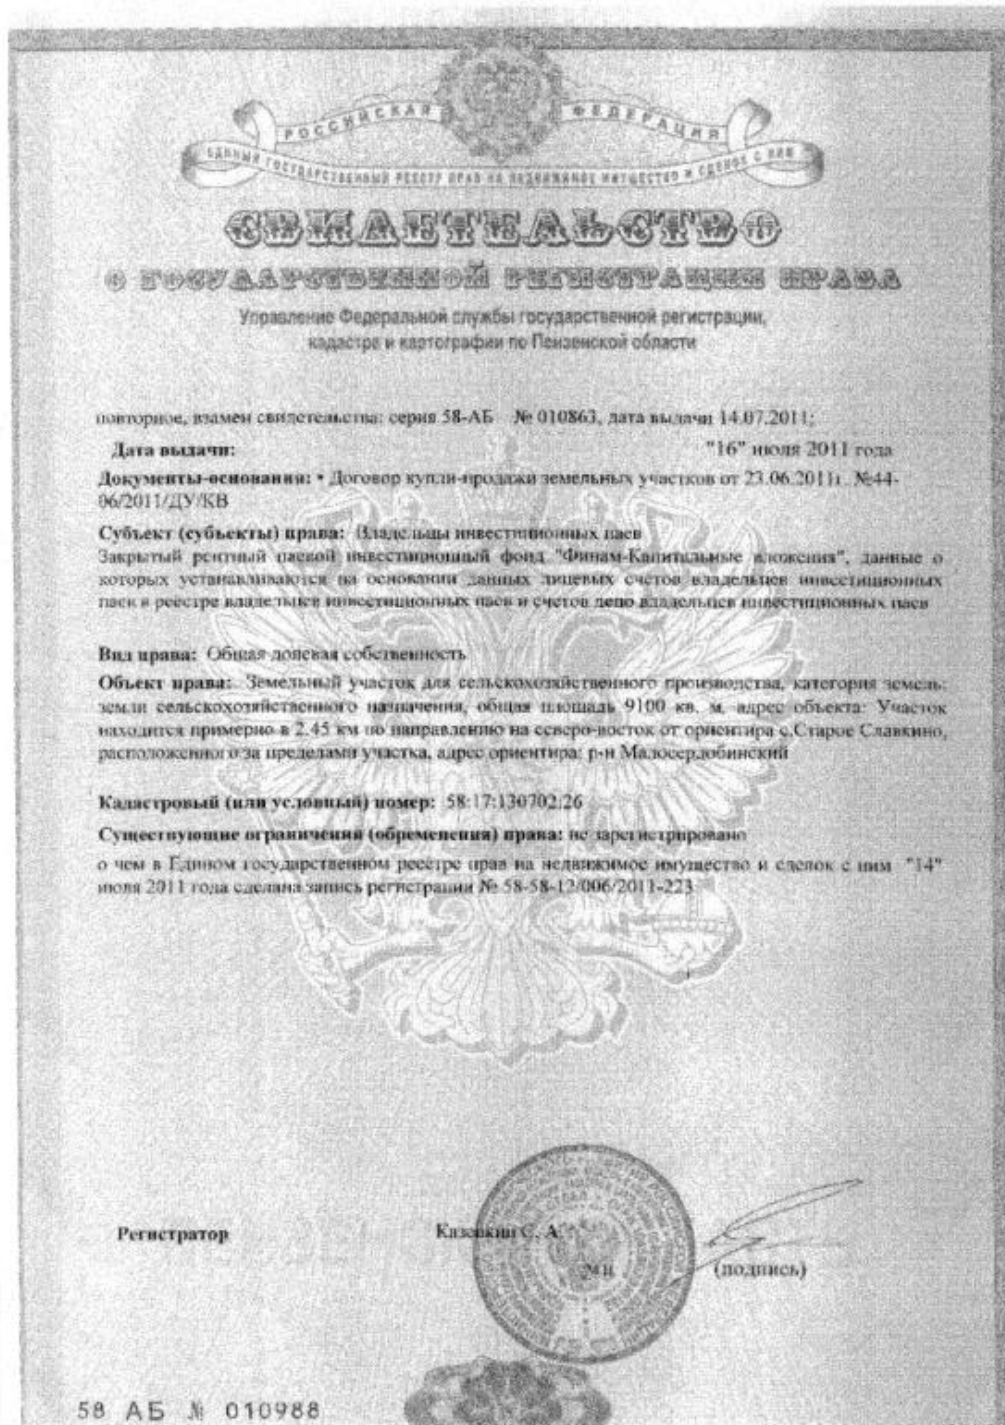 РОССИЙСКАЯ ФЕДЕРАЦИЯ
ЕДИНЫЙ ГОСУДАРСТВЕННЫЙ РЕЕСТР ПРАВ НА НЕДВИЖИМОЕ ИМУЩЕСТВО И СДЕЛОК С НИМ
СВИДЕТЕЛЬСТВО
О ГОСУДАРСТВЕННОЙ РЕГИСТРАЦИИ ПРАВА
Управление Федеральной службы государственной регистрации,
кадастра и картографии по Пензенской области
повторное, взамен свидетельства: серия 58-АБ № 010863, дата выдачи 14.07.2011;
Дата выдачи: "16" июля 2011 года
Документы-основания: • Договор купли-продажи земельных участков от 23.06.2011г. №44-
06/2011/ДУ/КВ
Субъект (субъекты) права: Владельцы инвестиционных паев
Закрытый рентный паевой инвестиционный фонд "Финам-Капитальные вложения", данные о
которых устанавливаются на основании данных лицевых счетов владельцев инвестиционных
паев в реестре владельцев инвестиционных паев и счетов депо владельцев инвестиционных паев
Вид права: Общая долевая собственность
Объект права: Земельный участок для сельскохозяйственного производства, категория земель:
земли сельскохозяйственного назначения, общая площадь 9100 кв. м, адрес объекта: Участок
находится примерно в 2.45 км по направлению на северо-восток от ориентира с.Старое Славкино,
расположенного за пределами участка, адрес ориентира: р-н Малосердобинский
Кадастровый (или условный) номер: 58:17:130702:26
Существующие ограничения (обременения) права: не зарегистрировано
о чем в Едином государственном реестре прав на недвижимое имущество и сделок с ним "14"
июля 2011 года сделана запись регистрации № 58-58-12/006/2011-223
Регистратор Казенкин С. А.
(подпись)
58 АБ № 010988